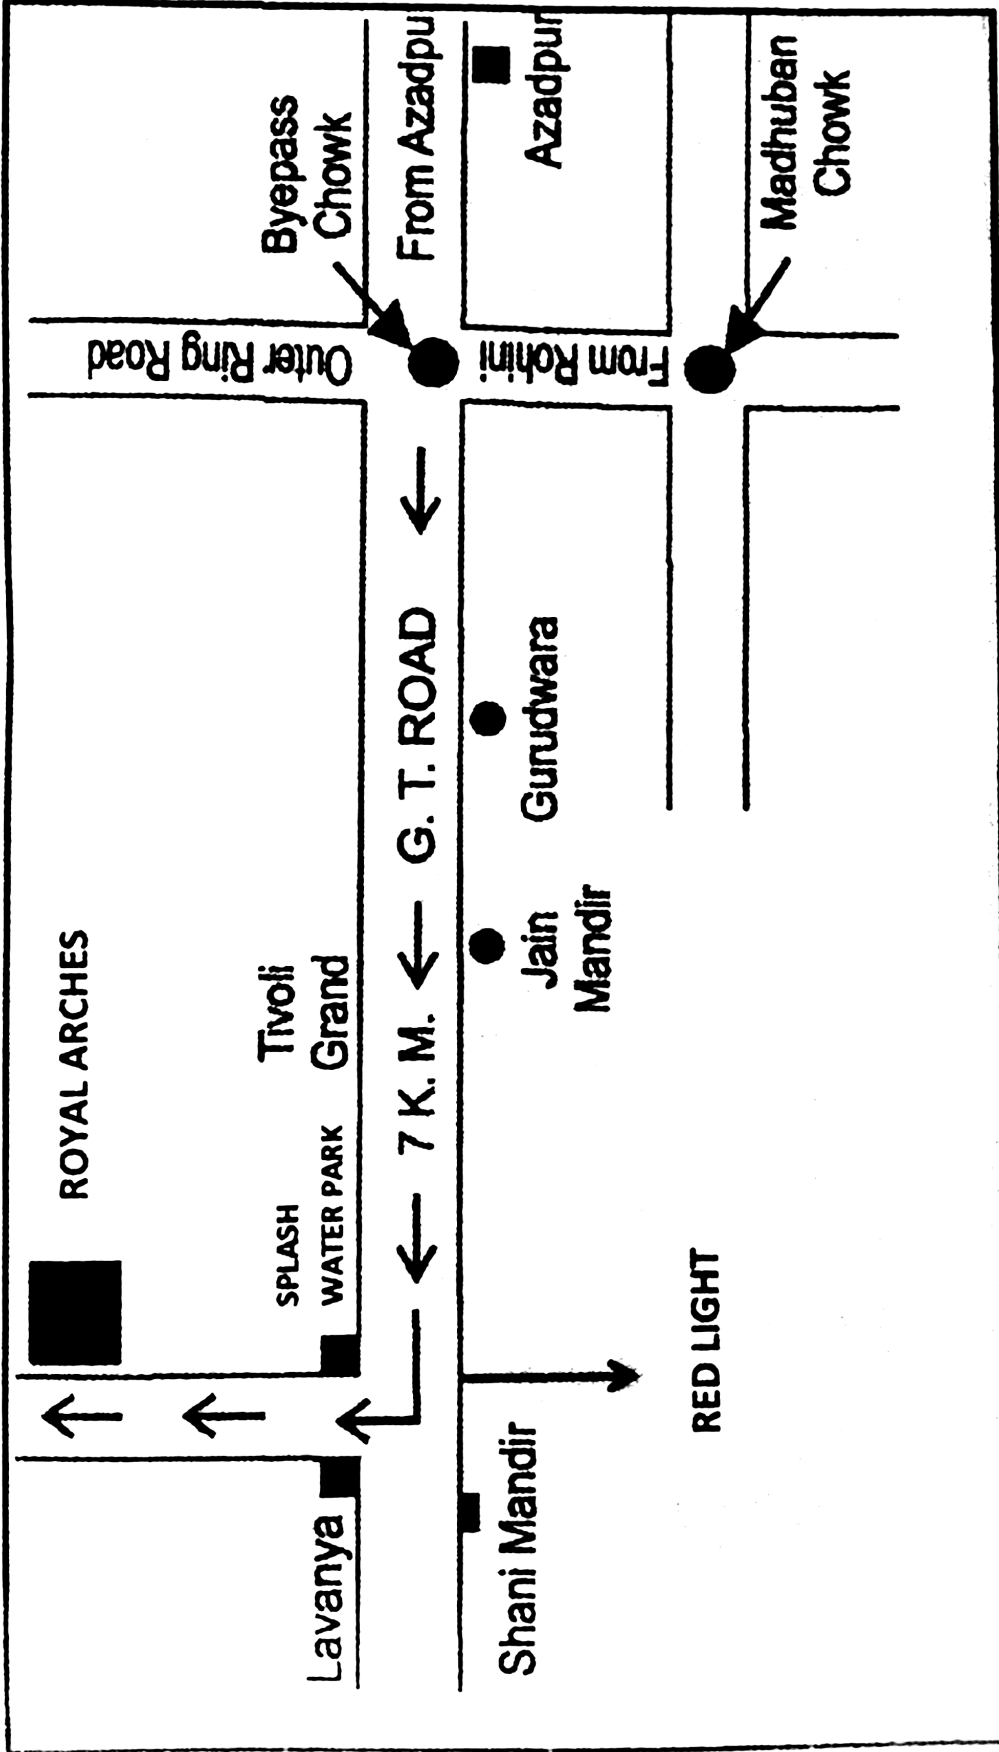 ROYAL ARCHES
Outer Ring Road
SPLASH
WATER PARK
Tivoli
Grand
Byepass
Chowk
Lavanya
7 K. M.
G. T. ROAD
From Azadpu
Shani Mandir
Jain
Mandir
Gurudwara
From Rohini
Azadpur
RED LIGHT
Madhuban
Chowk